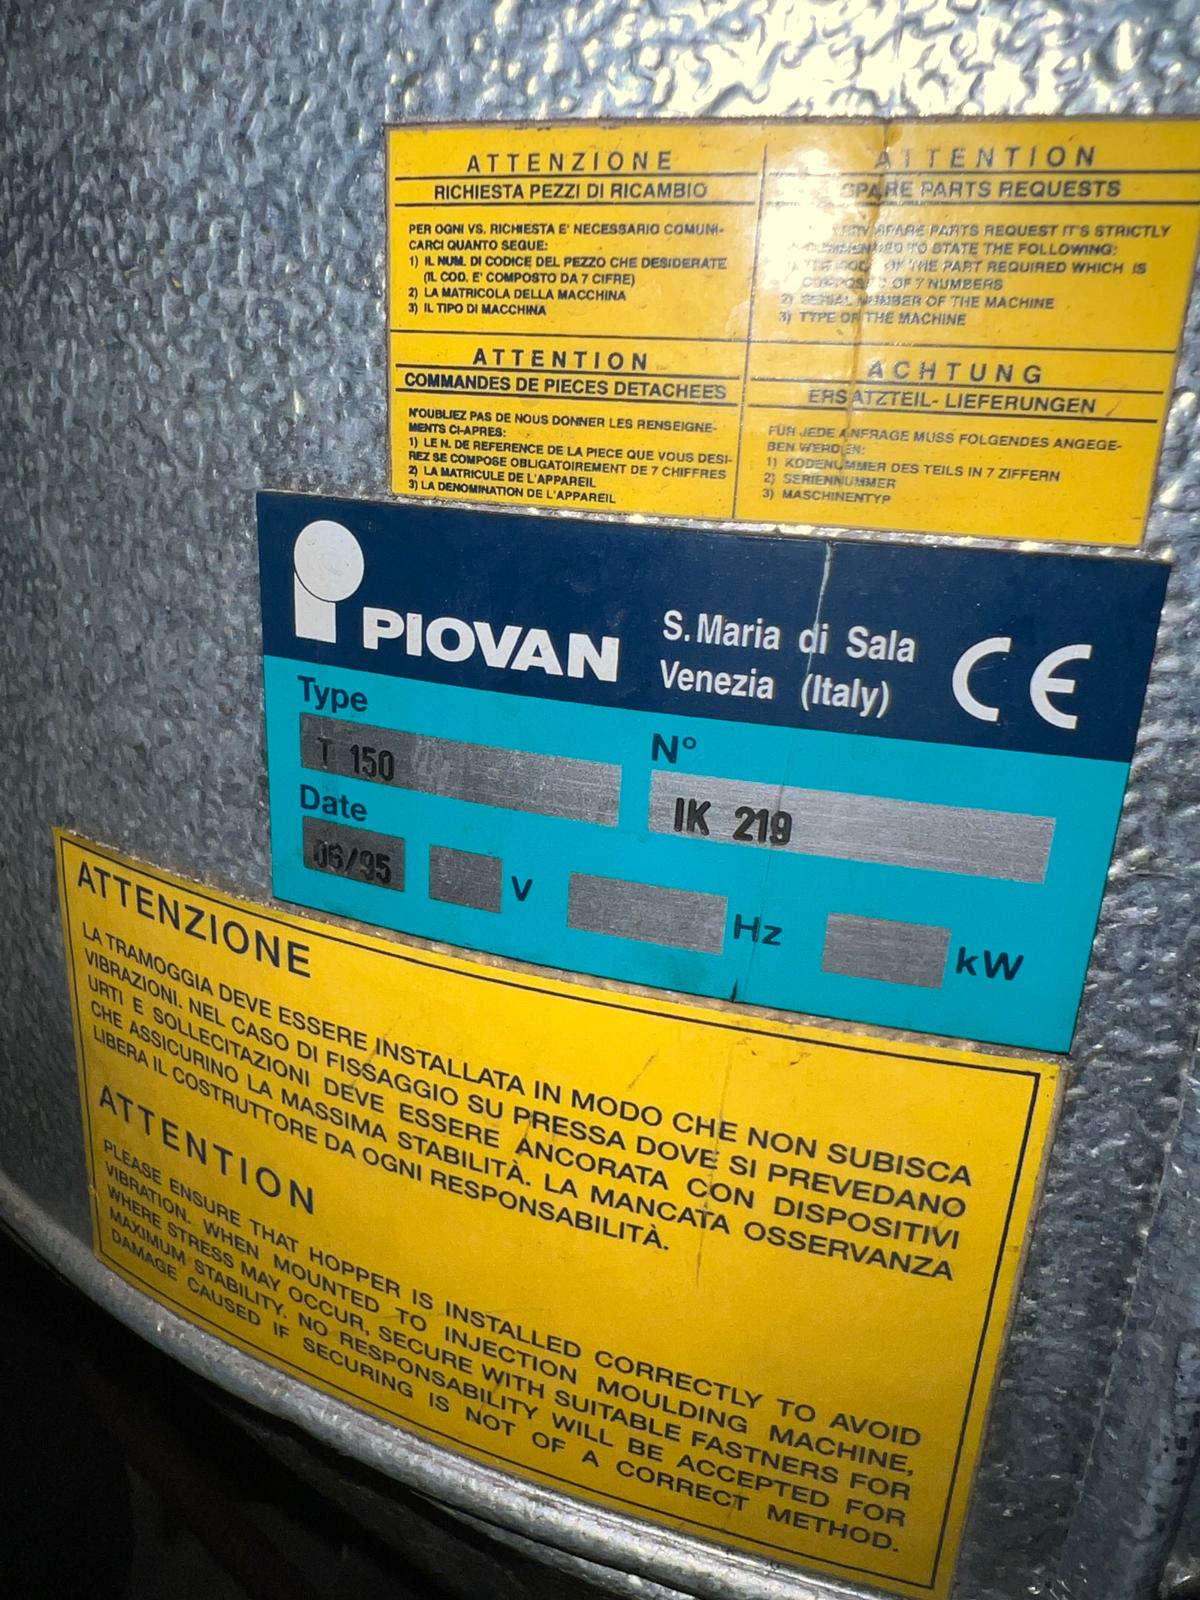 ATTENZIONE
RICHIESTA PEZZI DI RICAMBIO
PER OGNI VS. RICHIESTA E' NECESSARIO COMUNI-
CARCI QUANTO SEGUE:
1) IL NUM. DI CODICE DEL PEZZO CHE DESIDERATE
(IL COD. E' COMPOSTO DA 7 CIFRE)
2) LA MATRICOLA DELLA MACCHINA
3) IL TIPO DI MACCHINA
ATTENTION
SPARE PARTS REQUESTS
SPARE PARTS REQUEST IT'S STRICTLY
TO STATE THE FOLLOWING:
THE PART REQUIRED WHICH IS
OF 7 NUMBERS
2) SERIAL NUMBER OF THE MACHINE
3) TYPE OF THE MACHINE
ATTENTION
COMMANDES DE PIECES DETACHEES
N'OUBLIEZ PAS DE NOUS DONNER LES RENSEIGNE-
MENTS CI-APRES:
1) LE N. DE REFERENCE DE LA PIECE QUE VOUS DESI-
REZ SE COMPOSE OBLIGATOIREMENT DE 7 CHIFFRES
2) LA MATRICULE DE L'APPAREIL
3) LA DENOMINATION DE L'APPAREIL
ACHTUNG
ERSATZTEIL- LIEFERUNGEN
FÜR JEDE ANFRAGE MUSS FOLGENDES ANGEGE-
BEN WERDEN:
1) KODENUMMER DES TEILS IN 7 ZIFFERN
2) SERIENNUMMER
3) MASCHINENTYP
PIOVAN
S. Maria di Sala
Venezia (Italy)
CE
Type
T 150
N°
IK 219
Date
06/95
V
Hz
kW
ATTENZIONE
LA TRAMOGGIA DEVE ESSERE INSTALLATA IN MODO CHE NON SUBISCA
VIBRAZIONI. NEL CASO DI FISSAGGIO SU PRESSA DOVE SI PREVEDANO
URTI E SOLLECITAZIONI DEVE ESSERE ANCORATA CON DISPOSITIVI
CHE ASSICURINO LA MASSIMA STABILITÀ. LA MANCATA OSSERVANZA
LIBERA IL COSTRUTTORE DA OGNI RESPONSABILITÀ.
ATTENTION
PLEASE ENSURE THAT HOPPER IS INSTALLED CORRECTLY TO AVOID
VIBRATION. WHEN MOUNTED TO INJECTION MOULDING MACHINE,
WHERE STRESS MAY OCCUR, SECURE WITH SUITABLE FASTNERS FOR
MAXIMUM STABILITY. NO RESPONSABILITY WILL BE ACCEPTED FOR
DAMAGE CAUSED IF SECURING IS NOT OF A CORRECT METHOD.